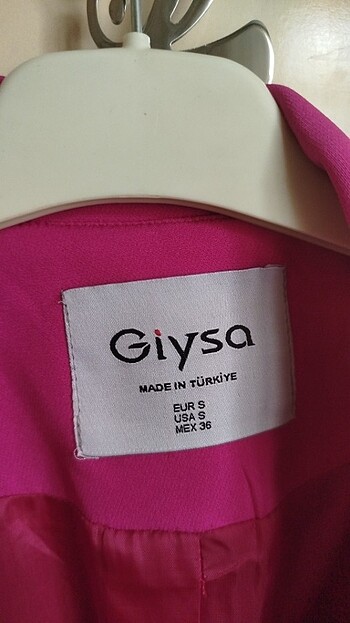 Giysa
MADE IN TÜRKİYE
EUR S
USA S
MEX 36